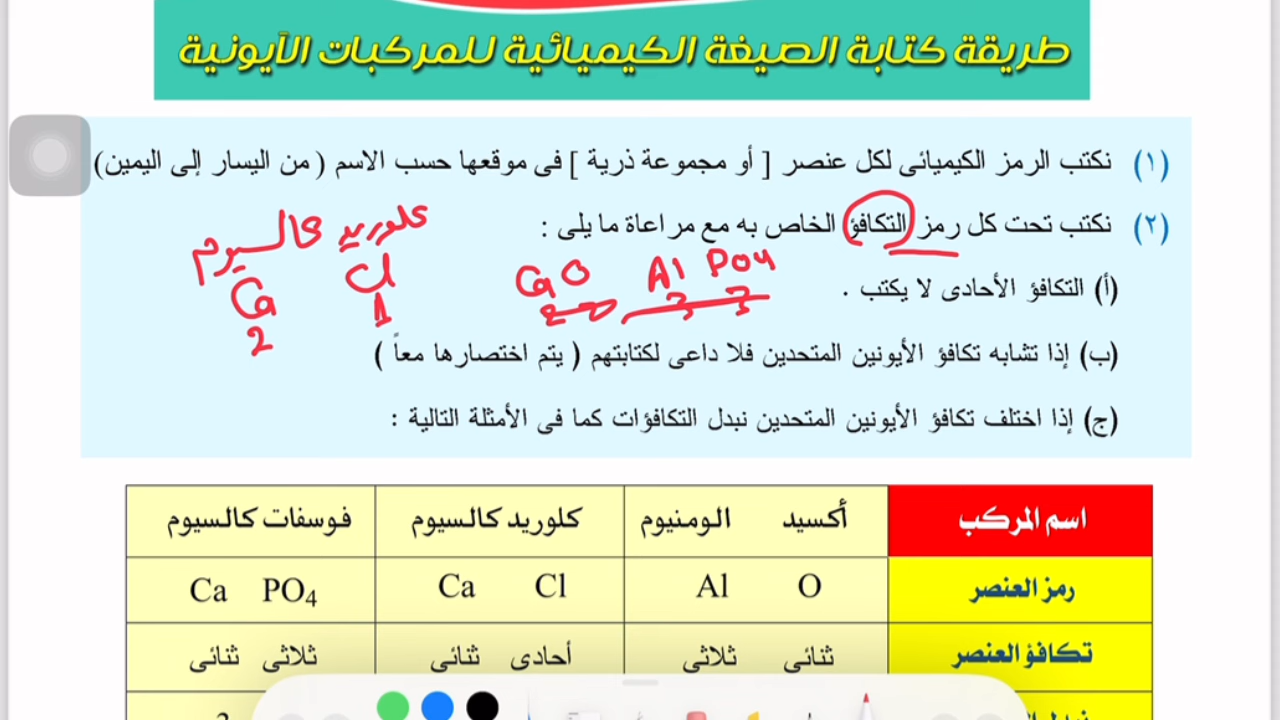 طريقة كتابة الصيغة الكيميائية للمركبات الآيونية
(١) نكتب الرمز الكيميائى لكل عنصر [ أو مجموعة ذرية ] فى موقعها حسب الاسم ( من اليسار إلى اليمين)
(٢) نكتب تحت كل رمز التكافؤ الخاص به مع مراعاة ما يلى :
كلوريد كالسيوم
Ca Cl
2 1
Ca O Al PO4
2 2 3 3
(أ) التكافؤ الأحادى لا يكتب .
(ب) إذا تشابه تكافؤ الأيونين المتحدين فلا داعى لكتابتهم ( يتم اختصارها معاً )
(ج) إذا اختلف تكافؤ الأيونين المتحدين نبدل التكافؤات كما فى الأمثلة التالية :
اسم المركب أكسيد الومنيوم كلوريد كالسيوم فوسفات كالسيوم
رمز العنصر Al O Ca Cl Ca PO4
تكافؤ العنصر ثنائى ثلاثى أحادى ثنائى ثلاثى ثنائى